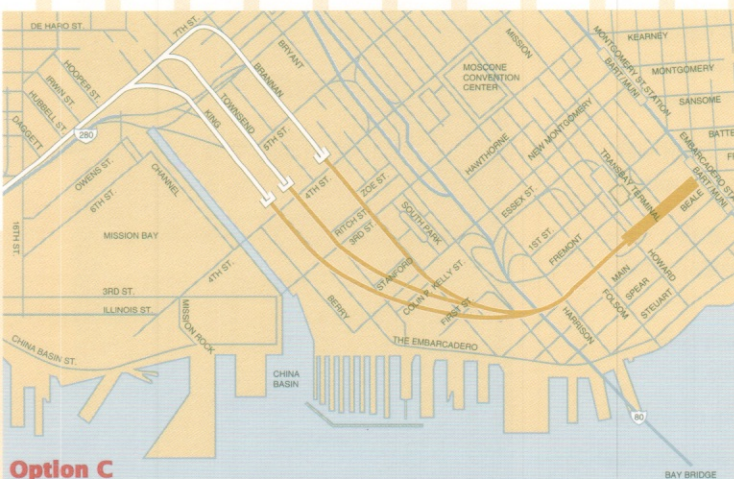 DE HARO ST.
7TH ST.
KEARNEY
MISSION
MONTGOMERY ST. STATION
BART/MUNI
BRYANT
HOOPER ST.
IRWIN ST.
HUBBELL ST.
DAGGETT
BRANNAN
MOSCONE
CONVENTION
CENTER
MONTGOMERY
SANSOME
TOWNSEND
KING
5TH ST.
280
NEW MONTGOMERY
HAWTHORNE
TRANSBAY TERMINAL
EMBARCADERO STA
BART/MUNI
BATTE
F
OWENS ST.
6TH ST.
CHANNEL
4TH ST.
ZOE ST.
ESSEX ST.
BEALE
16TH ST.
MISSION BAY
RITCH ST.
3RD ST.
SOUTH PARK
1ST ST.
FREMONT
4TH ST.
STANFORD
COLIN P. KELLY ST.
MAIN
HOWARD
SPEAR
FOLSOM
STEUART
3RD ST.
ILLINOIS ST.
BERRY
FIRST ST
HARRISON
MISSION ROCK
THE EMBARCADERO
CHINA BASIN ST.
CHINA
BASIN
80
Option C
BAY BRIDGE